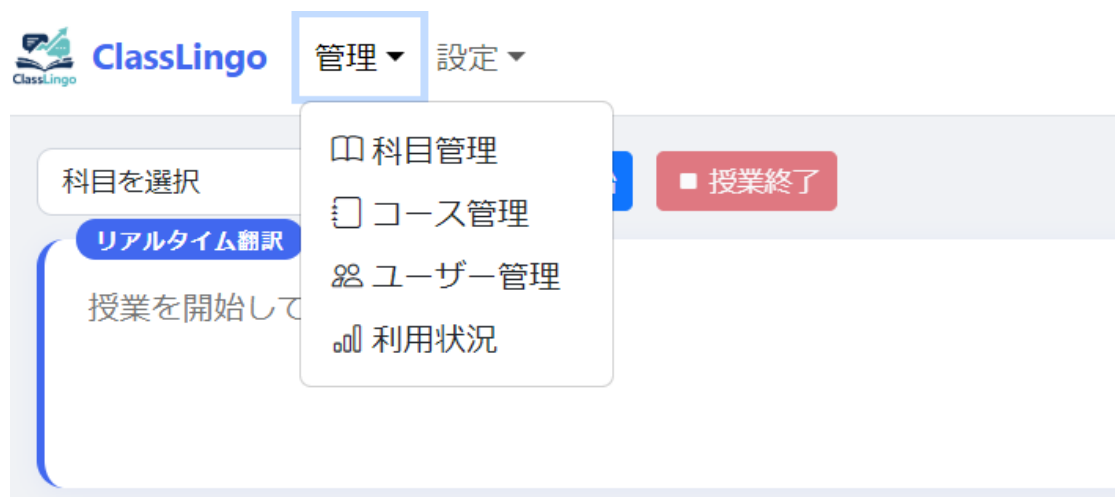 ClassLingo
ClassLingo 管理 設定
科目管理
科目を選択
授業終了
コース管理
リアルタイム翻訳
ユーザー管理
授業を開始して
利用状況